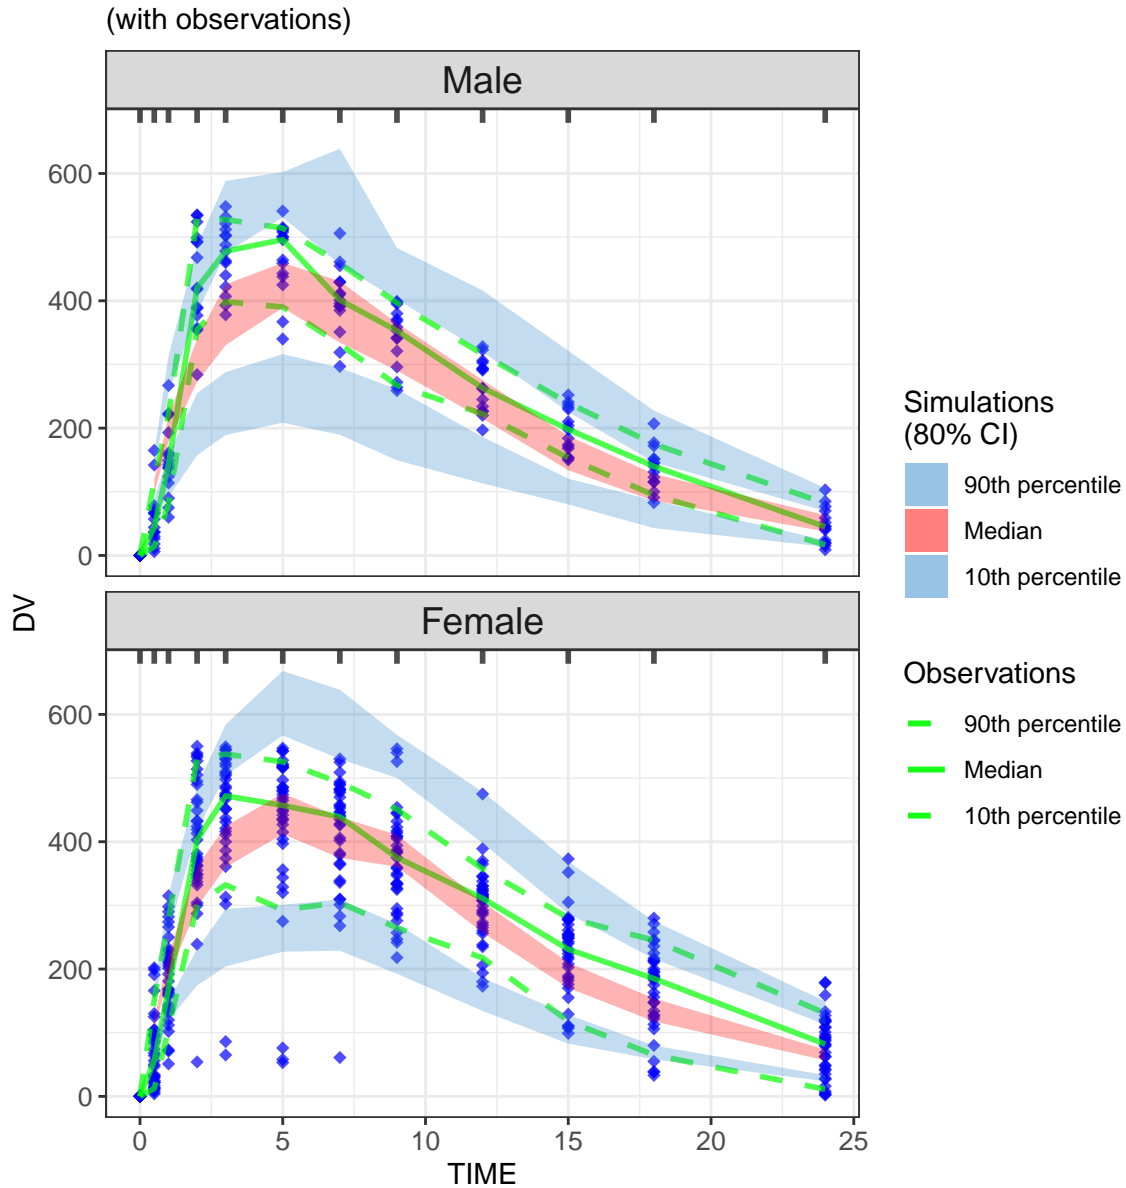 (with observations)
Male
600
400
200
0
Female
600
400
200
0
0 5 10 15 20 25
TIME
DV
Simulations
(80% CI)
90th percentile
Median
10th percentile
Observations
90th percentile
Median
10th percentile